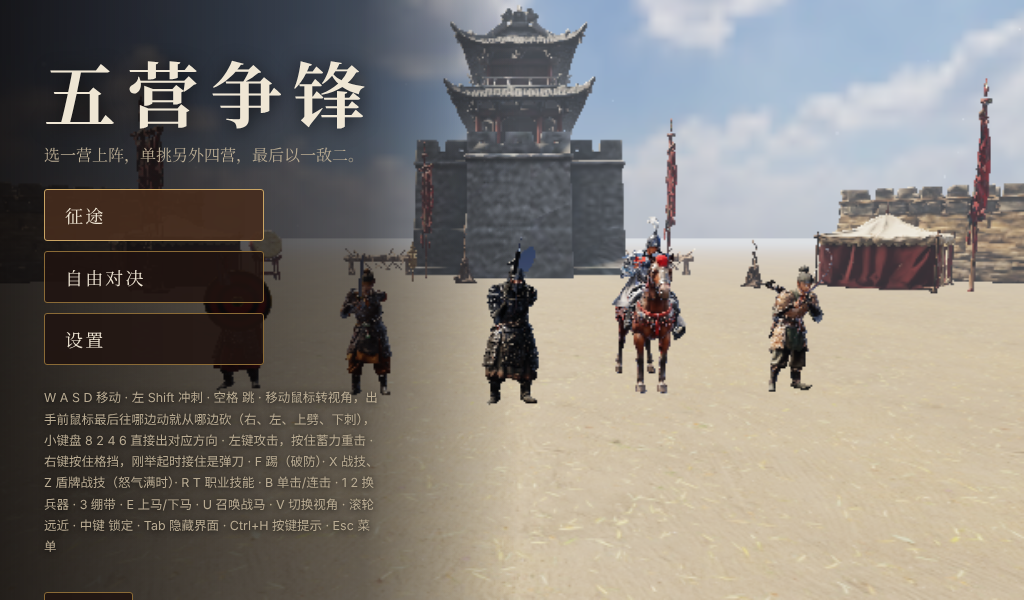 五营争锋
选一营上阵，单挑另外四营，最后以一敌二。
征途
自由对决
设置
W A S D 移动 · 左 Shift 冲刺 · 空格 跳 · 移动鼠标转视角，出
手前鼠标最后往哪边动就从哪边砍（右、左、上劈、下刺），
小键盘 8 2 4 6 直接出对应方向 · 左键攻击，按住蓄力重击 ·
右键按住格挡，刚举起时接住是弹刀 · F 踢（破防）· X 战技、
Z 盾牌战技（怒气满时）· R T 职业技能 · B 单击/连击 · 1 2 换
兵器 · 3 绷带 · E 上马/下马 · U 召唤战马 · V 切换视角 · 滚轮
远近 · 中键 锁定 · Tab 隐藏界面 · Ctrl+H 按键提示 · Esc 菜
单